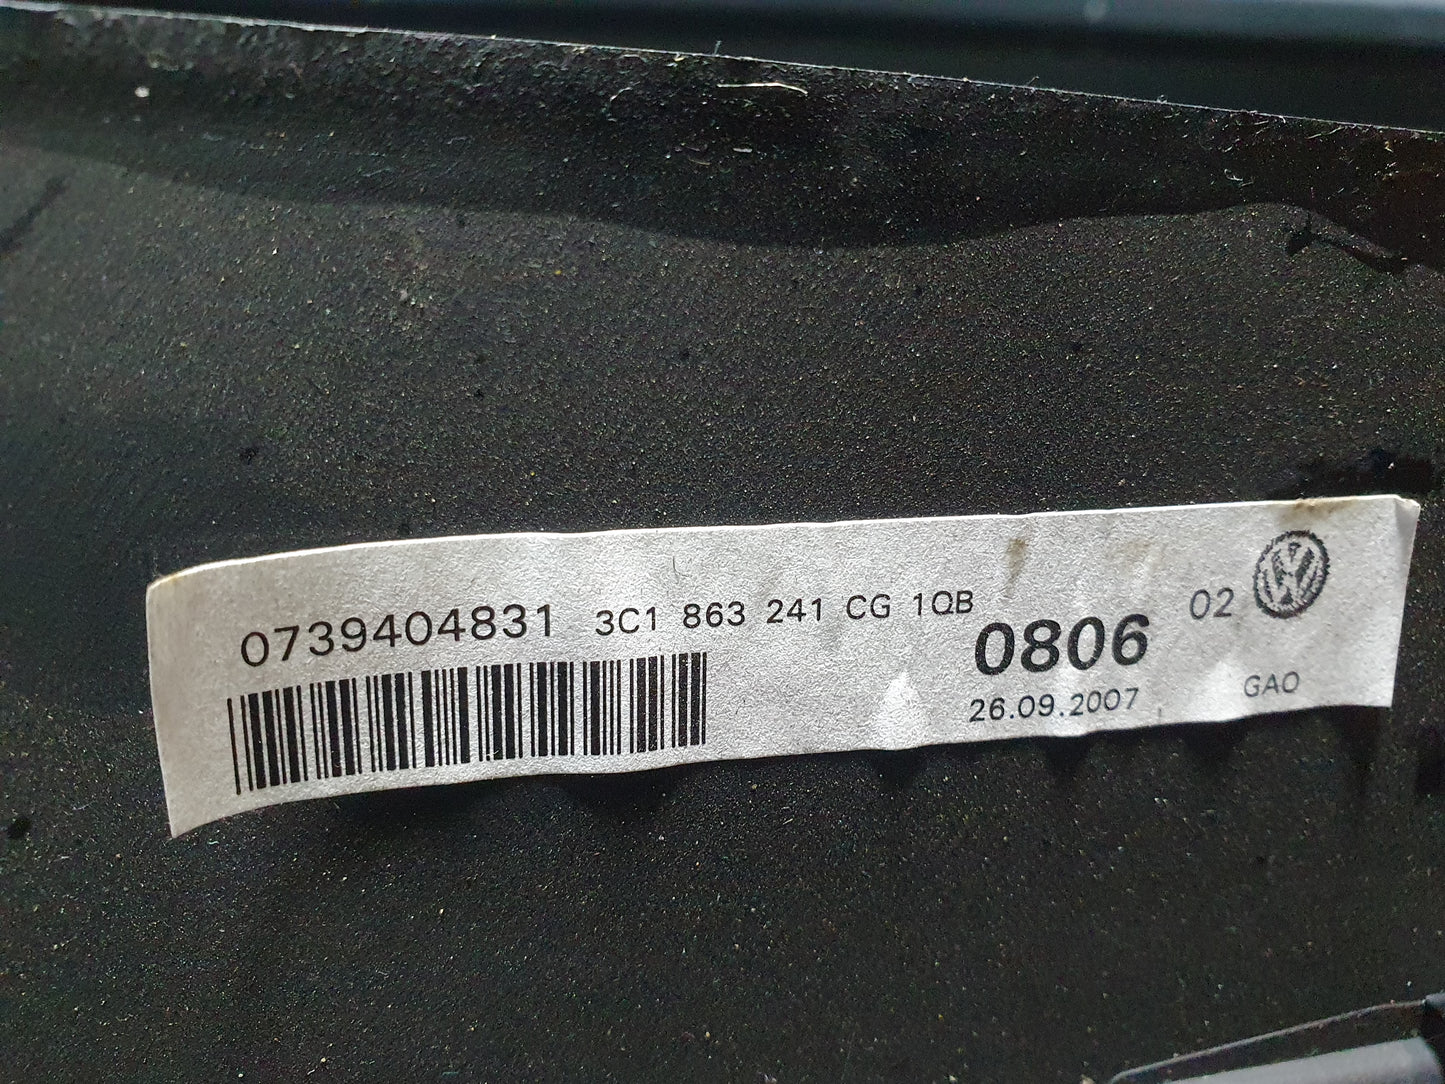 0739404831 3C1 863 241 CG 1QB
0806 02
26.09.2007 GAO